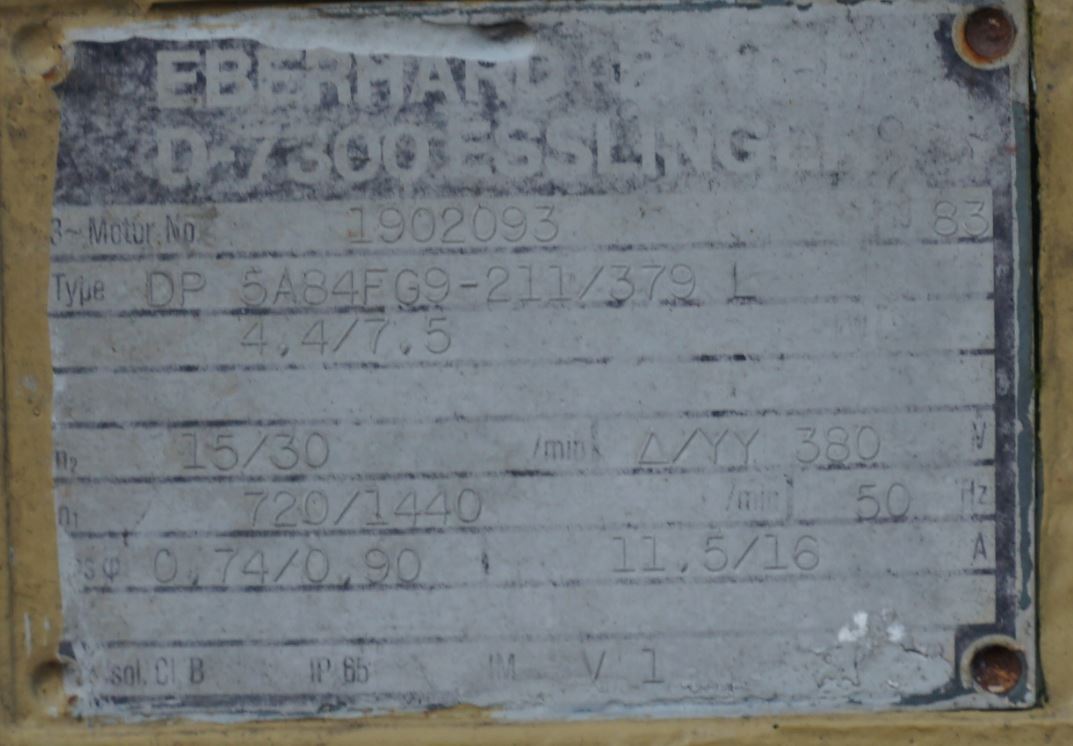 EBERHARD
D-7300 ESSLINGEN
3~ Motor No. 1902093 83
Type DP 5A84FG9-211/379 L
4.4/7.5
n₂ 15/30 /min Δ/YY 380 V
n₁ 720/1440 /min 50 Hz
cos φ 0.74/0.90 11.5/16 A
Isol. Cl. B IP 65 IM V 1